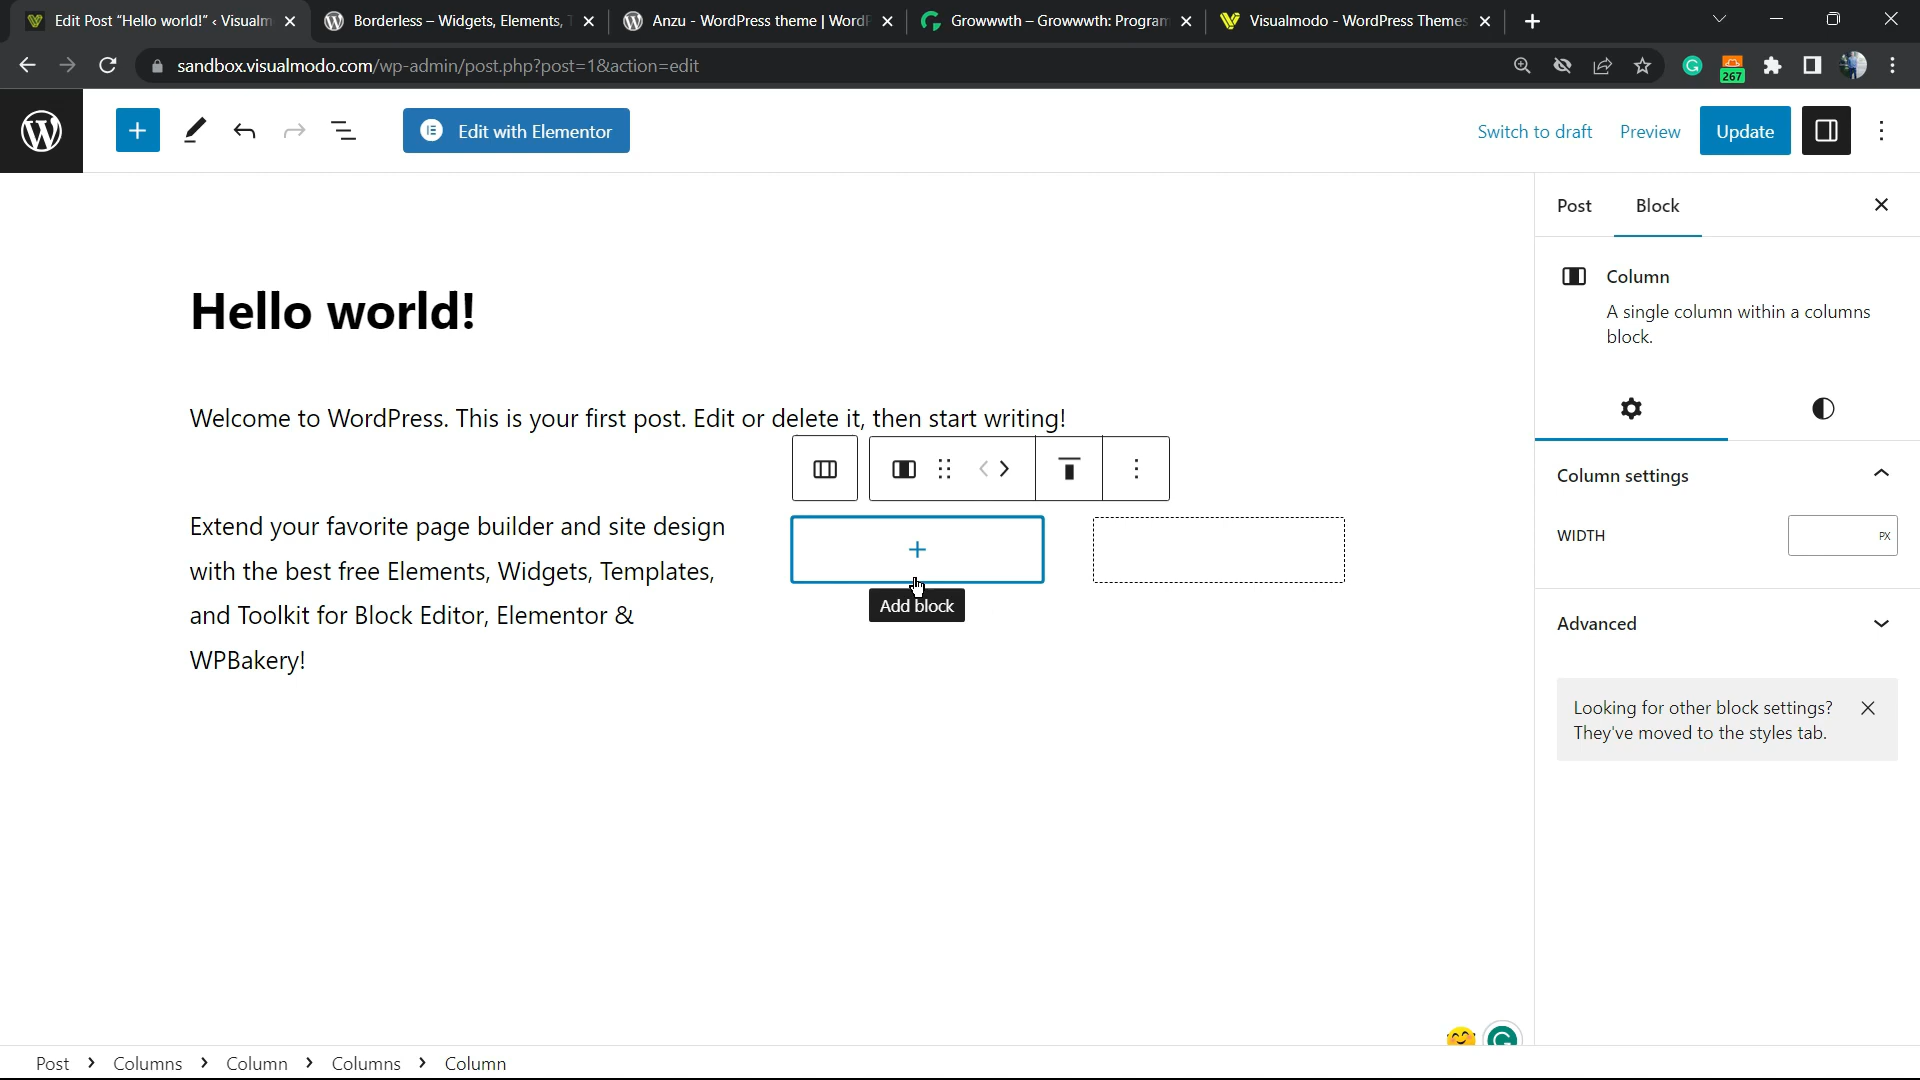 Edit Post “Hello world!” ‹ Visualm
Borderless – Widgets, Elements, T
Anzu - WordPress theme | WordP
Growwwth – Growwwth: Program
Visualmodo - WordPress Themes
sandbox.visualmodo.com/wp-admin/post.php?post=1&action=edit
267
Edit with Elementor
Switch to draft
Preview
Update
Post
Block
Column
A single column within a columns
block.
Hello world!
Welcome to WordPress. This is your first post. Edit or delete it, then start writing!
Extend your favorite page builder and site design
with the best free Elements, Widgets, Templates,
and Toolkit for Block Editor, Elementor &
WPBakery!
Add block
Column settings
WIDTH
PX
Advanced
Looking for other block settings?
They've moved to the styles tab.
Post > Columns > Column > Columns > Column